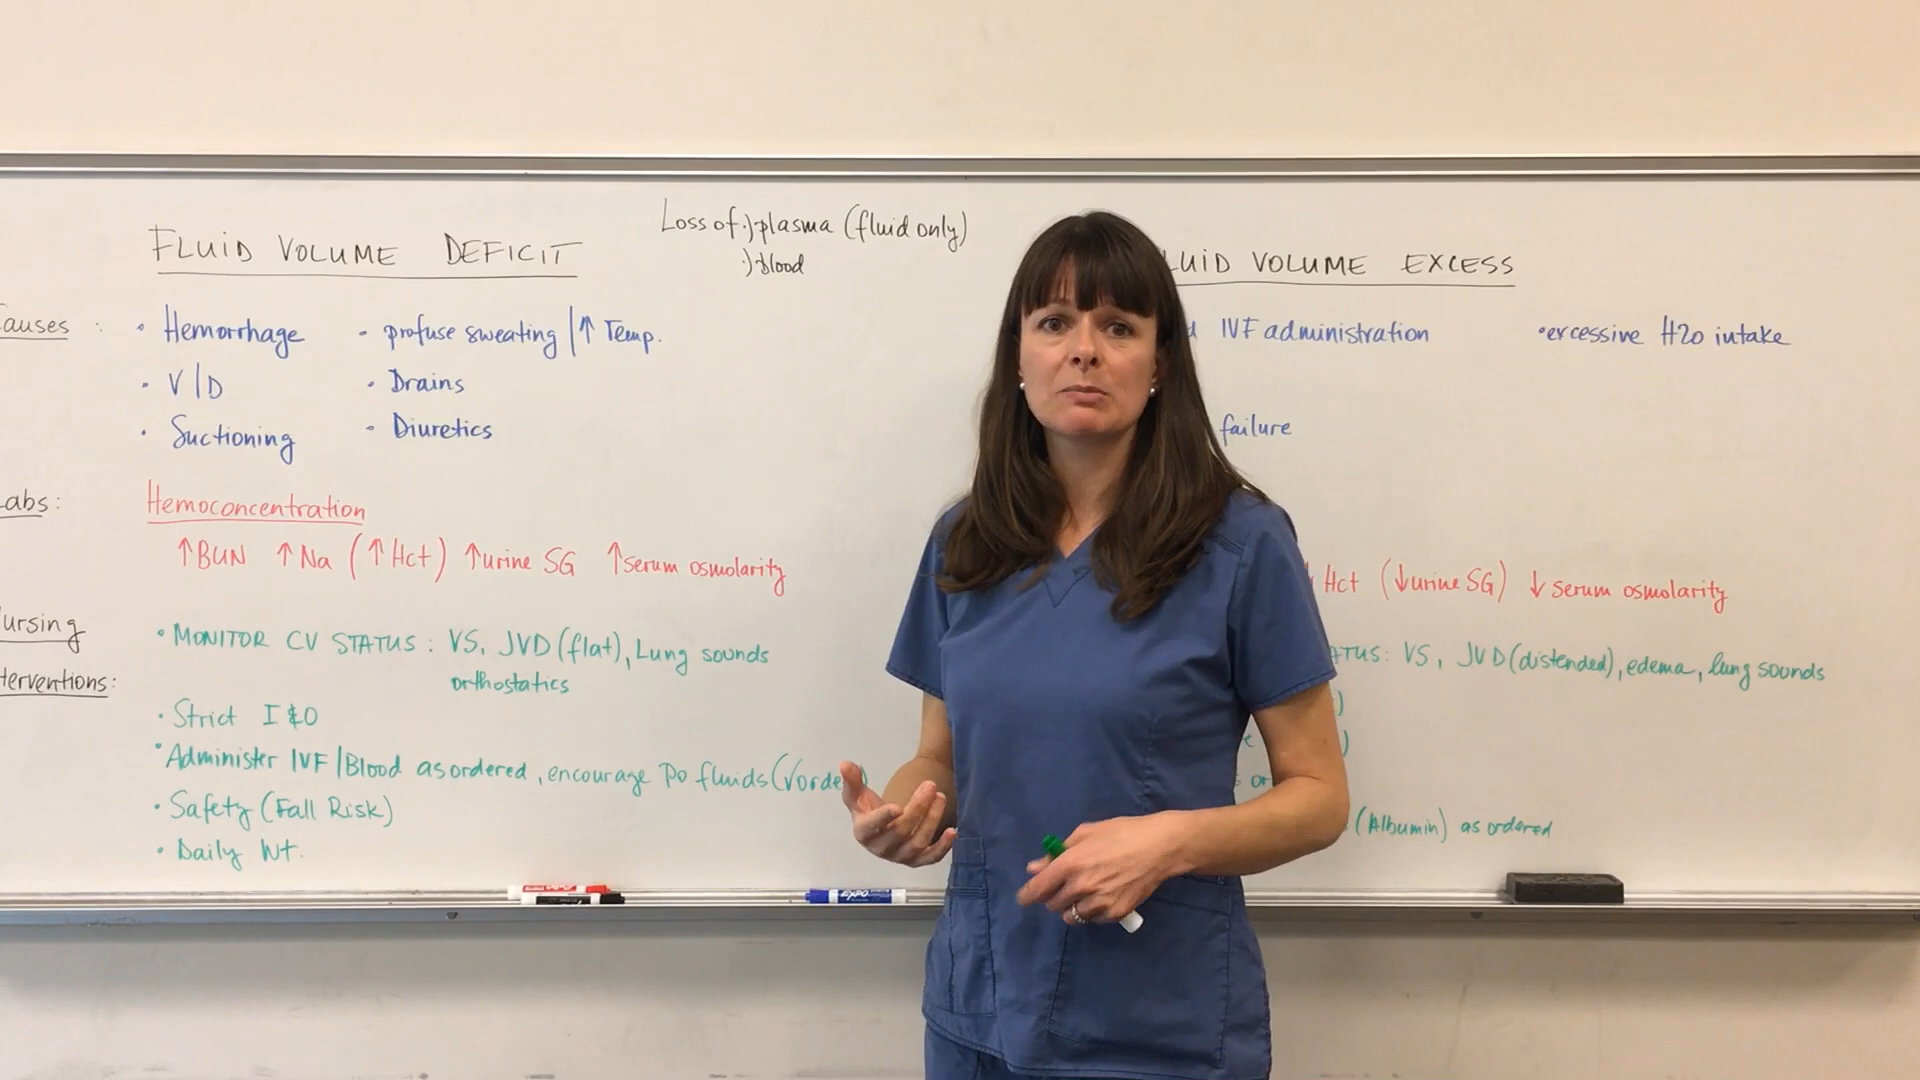 Loss of :) plasma (fluid only)
:) blood
FLUID VOLUME DEFICIT
auses :
• Hemorrhage
• profuse sweating / ↑ Temp.
• V/D
• Drains
• Suctioning
• Diuretics
abs:
Hemoconcentration
↑BUN ↑Na (↑Hct) ↑urine SG ↑serum osmolarity
ursing
terventions:
• MONITOR CV STATUS: VS, JVD (flat), Lung sounds
orthostatics
• Strict I & O
• Administer IVF/Blood as ordered, encourage Po fluids (√orde
• Safety (Fall Risk)
• Daily Wt.
LUID VOLUME EXCESS
IVF administration
• excessive H2O intake
failure
Hct (↓urine SG) ↓ serum osmolarity
ATUS: VS, JVD (distended), edema, lung sounds
(Albumin) as ordered
EXPO